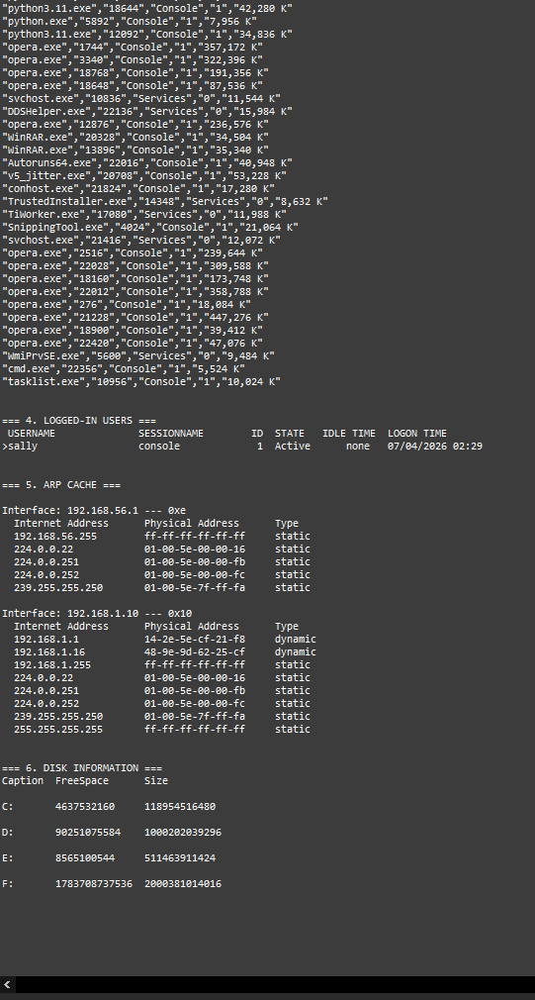 "python3.11.exe","18644","Console","1","42,280 K"
"python.exe","5892","Console","1","7,956 K"
"python3.11.exe","12092","Console","1","34,836 K"
"opera.exe","1744","Console","1","357,172 K"
"opera.exe","3340","Console","1","322,396 K"
"opera.exe","18768","Console","1","191,356 K"
"opera.exe","18648","Console","1","87,536 K"
"svchost.exe","10836","Services","0","11,544 K"
"DDSHelper.exe","22136","Services","0","15,984 K"
"opera.exe","12876","Console","1","236,576 K"
"WinRAR.exe","20328","Console","1","34,504 K"
"WinRAR.exe","13896","Console","1","35,340 K"
"Autoruns64.exe","22016","Console","1","40,948 K"
"v5_jitter.exe","20708","Console","1","53,228 K"
"conhost.exe","21824","Console","1","17,280 K"
"TrustedInstaller.exe","14348","Services","0","8,632 K"
"TiWorker.exe","17080","Services","0","11,988 K"
"SnippingTool.exe","4024","Console","1","21,064 K"
"svchost.exe","21416","Services","0","12,072 K"
"opera.exe","2516","Console","1","239,644 K"
"opera.exe","22028","Console","1","309,588 K"
"opera.exe","18160","Console","1","173,748 K"
"opera.exe","22012","Console","1","358,788 K"
"opera.exe","276","Console","1","18,084 K"
"opera.exe","21228","Console","1","447,276 K"
"opera.exe","18900","Console","1","39,412 K"
"opera.exe","22420","Console","1","47,076 K"
"WmiPrvSE.exe","5600","Services","0","9,484 K"
"cmd.exe","22356","Console","1","5,524 K"
"tasklist.exe","10956","Console","1","10,024 K"
=== 4. LOGGED-IN USERS ===
USERNAME SESSIONNAME ID STATE IDLE TIME LOGON TIME
>sally console 1 Active none 07/04/2026 02:29
=== 5. ARP CACHE ===
Interface: 192.168.56.1 --- 0xe
Internet Address Physical Address Type
192.168.56.255 ff-ff-ff-ff-ff-ff static
224.0.0.22 01-00-5e-00-00-16 static
224.0.0.251 01-00-5e-00-00-fb static
224.0.0.252 01-00-5e-00-00-fc static
239.255.255.250 01-00-5e-7f-ff-fa static
Interface: 192.168.1.10 --- 0x10
Internet Address Physical Address Type
192.168.1.1 14-2e-5e-cf-21-f8 dynamic
192.168.1.16 48-9e-9d-62-25-cf dynamic
192.168.1.255 ff-ff-ff-ff-ff-ff static
224.0.0.22 01-00-5e-00-00-16 static
224.0.0.251 01-00-5e-00-00-fb static
224.0.0.252 01-00-5e-00-00-fc static
239.255.255.250 01-00-5e-7f-ff-fa static
255.255.255.255 ff-ff-ff-ff-ff-ff static
=== 6. DISK INFORMATION ===
Caption FreeSpace Size
C: 4637532160 118954516480
D: 90251075584 1000202039296
E: 8565100544 511463911424
F: 1783708737536 2000381014016